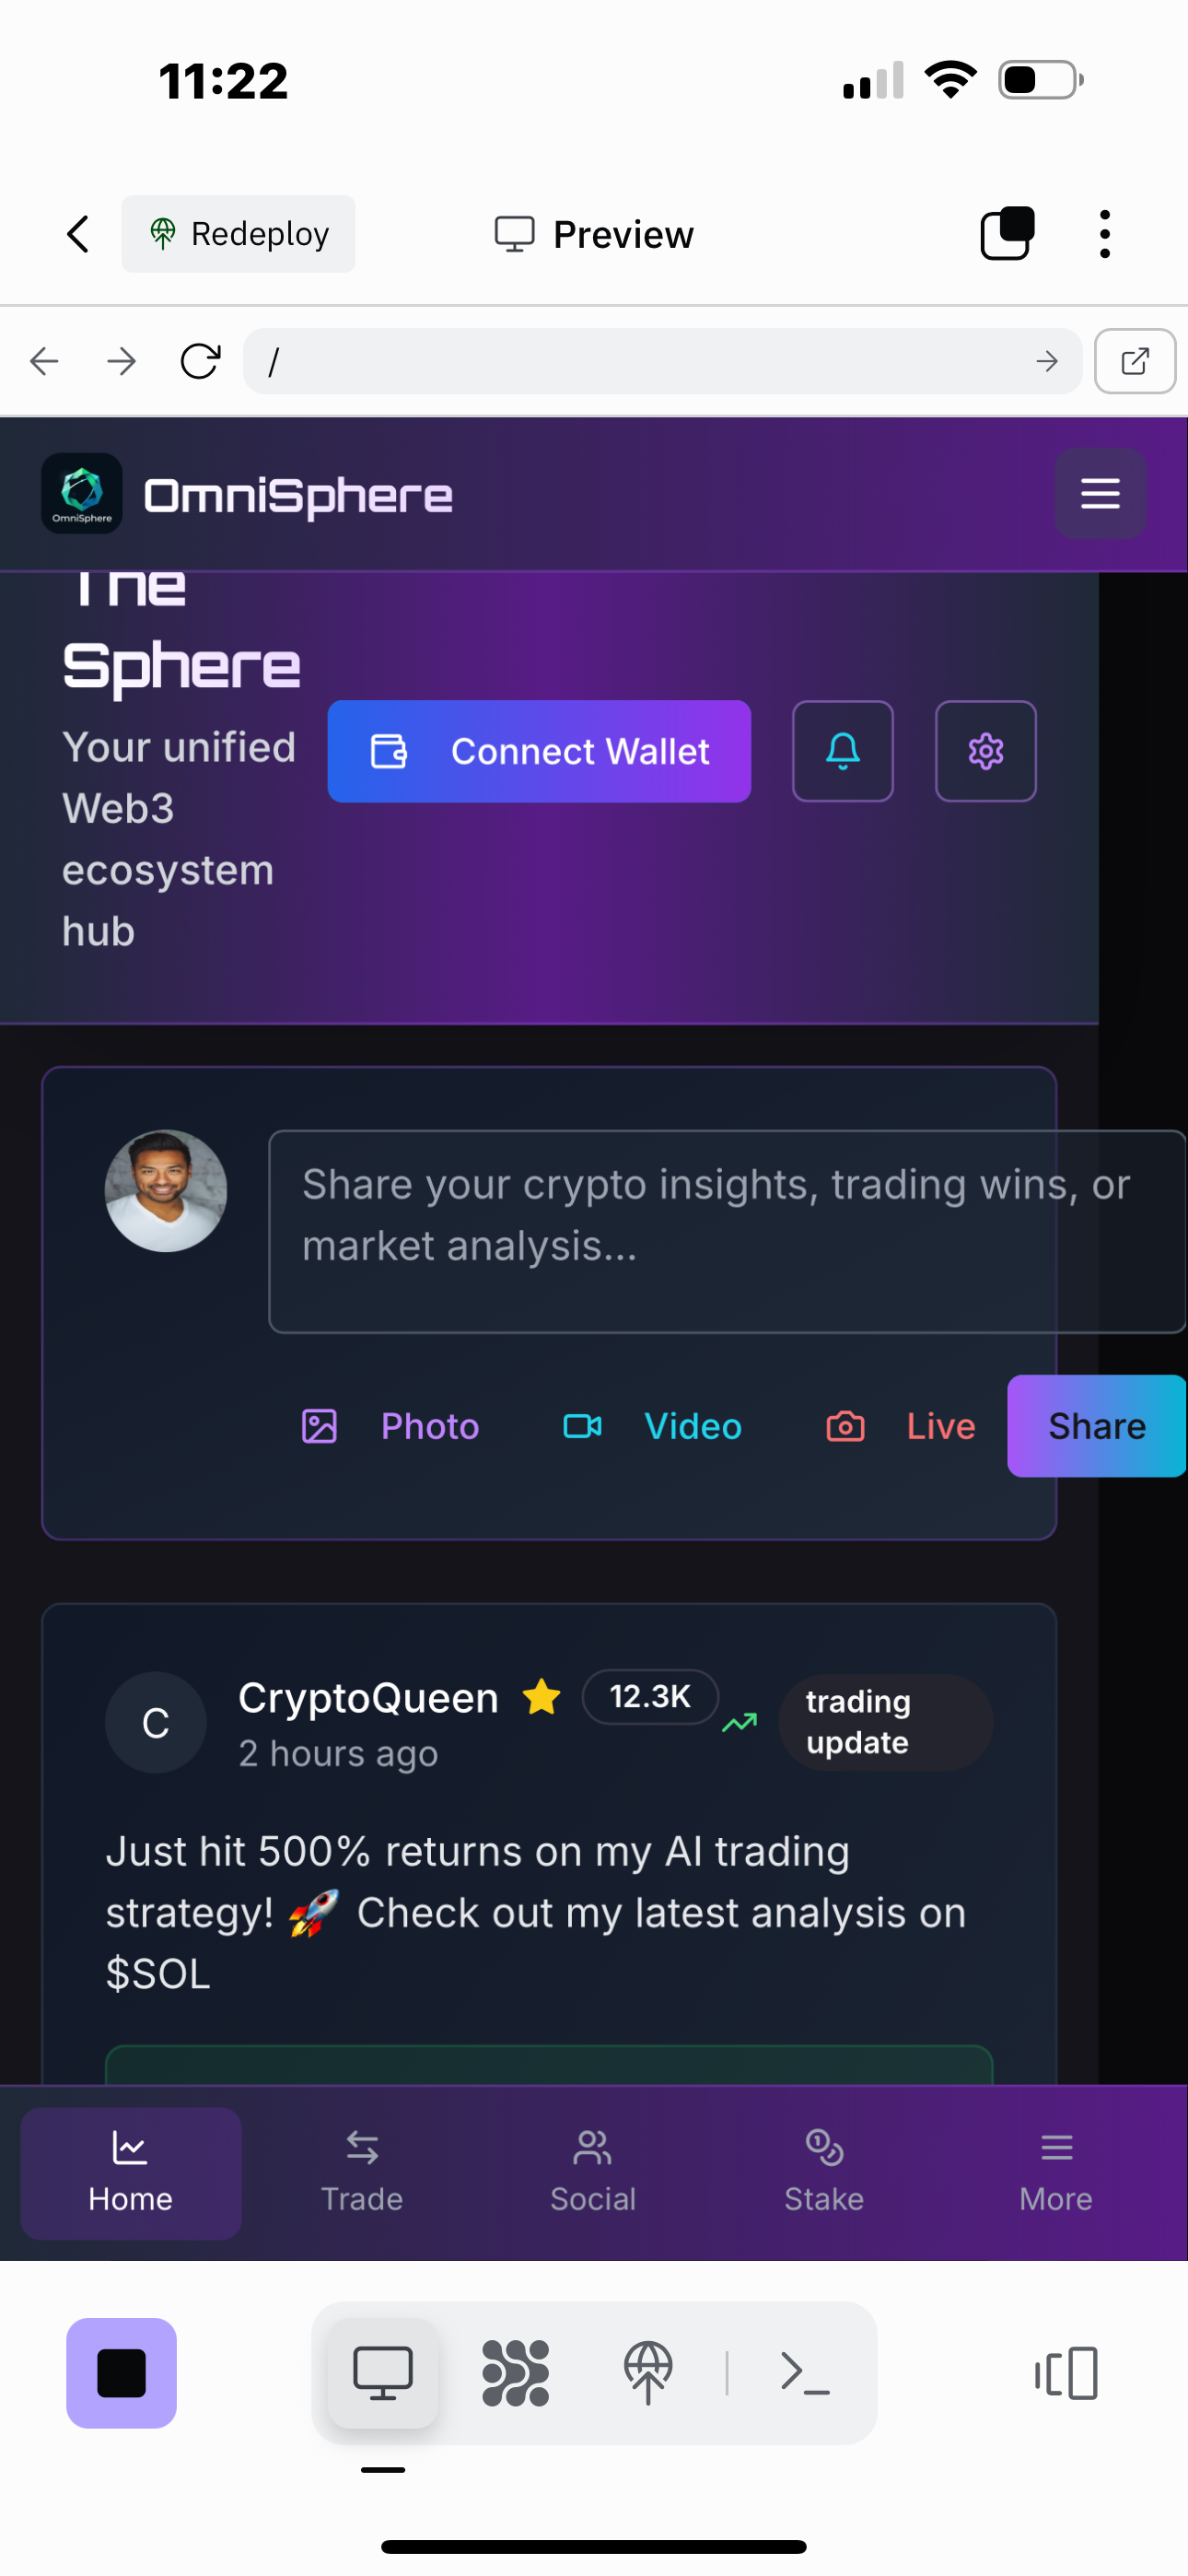 11:22
Redeploy
Preview
/
OmniSphere
OmniSphere
The
Sphere
Your unified
Web3
ecosystem
hub
Connect Wallet
Share your crypto insights, trading wins, or
market analysis...
Photo
Video
Live
Share
C
CryptoQueen ⭐ 12.3K
2 hours ago
trading
update
Just hit 500% returns on my AI trading
strategy! 🚀 Check out my latest analysis on
$SOL
Home
Trade
Social
Stake
More